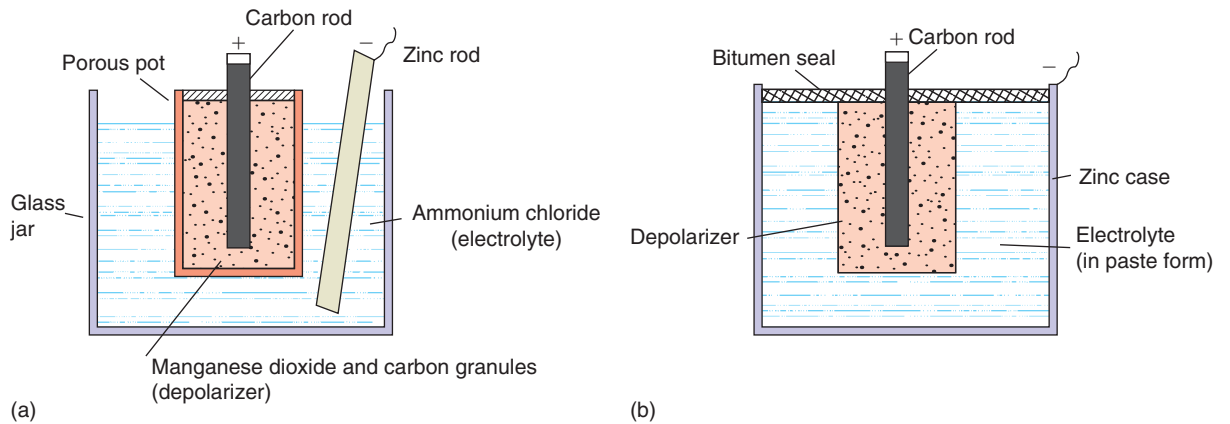 Carbon rod
+
−
Zinc rod
Porous pot
Glass
jar
Ammonium chloride
(electrolyte)
Manganese dioxide and carbon granules
(depolarizer)
(a)
+ Carbon rod
Bitumen seal
−
Zinc case
Depolarizer
Electrolyte
(in paste form)
(b)